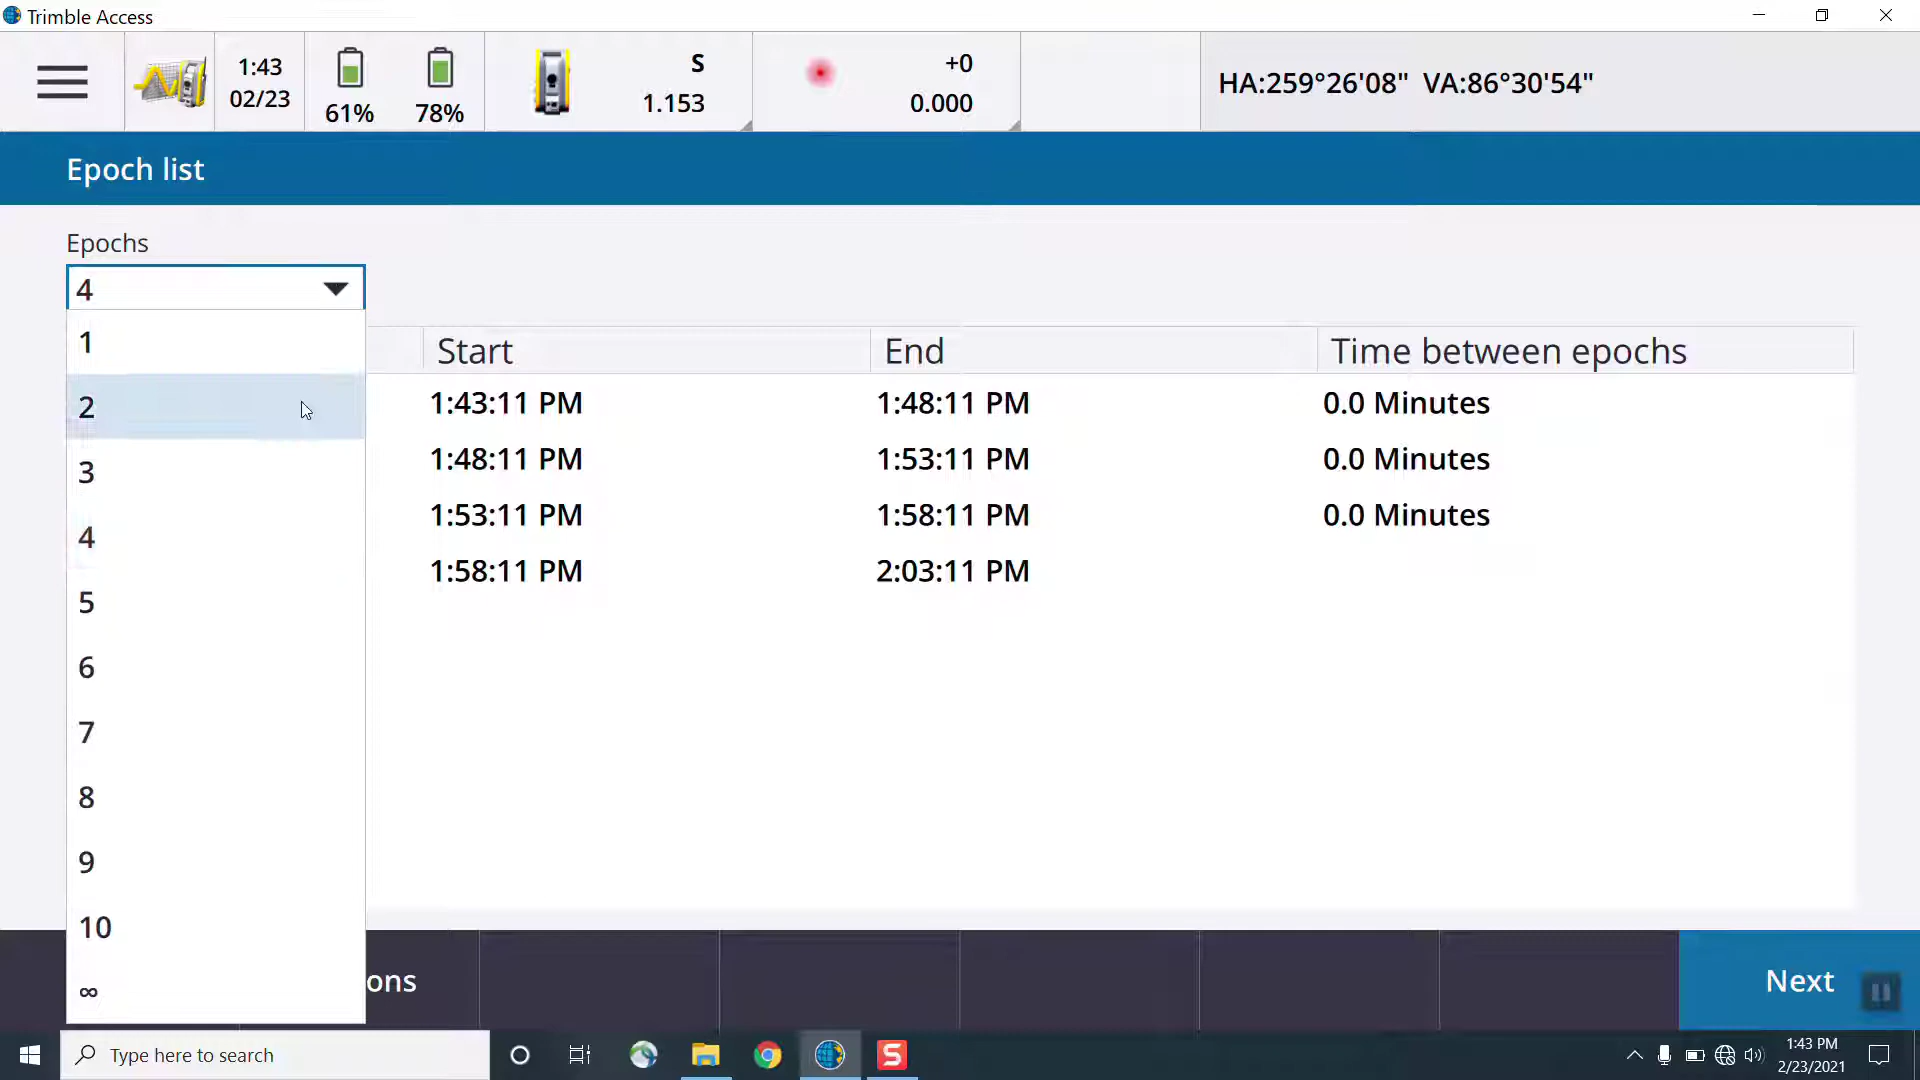 Trimble Access
1:43
02/23
61%
78%
S
1.153
+0
0.000
HA:259°26'08" VA:86°30'54"
Epoch list
Epochs
4
1
2
3
4
5
6
7
8
9
10
∞
Start End Time between epochs
1:43:11 PM 1:48:11 PM 0.0 Minutes
1:48:11 PM 1:53:11 PM 0.0 Minutes
1:53:11 PM 1:58:11 PM 0.0 Minutes
1:58:11 PM 2:03:11 PM
ons
Next
Type here to search
S
1:43 PM
2/23/2021